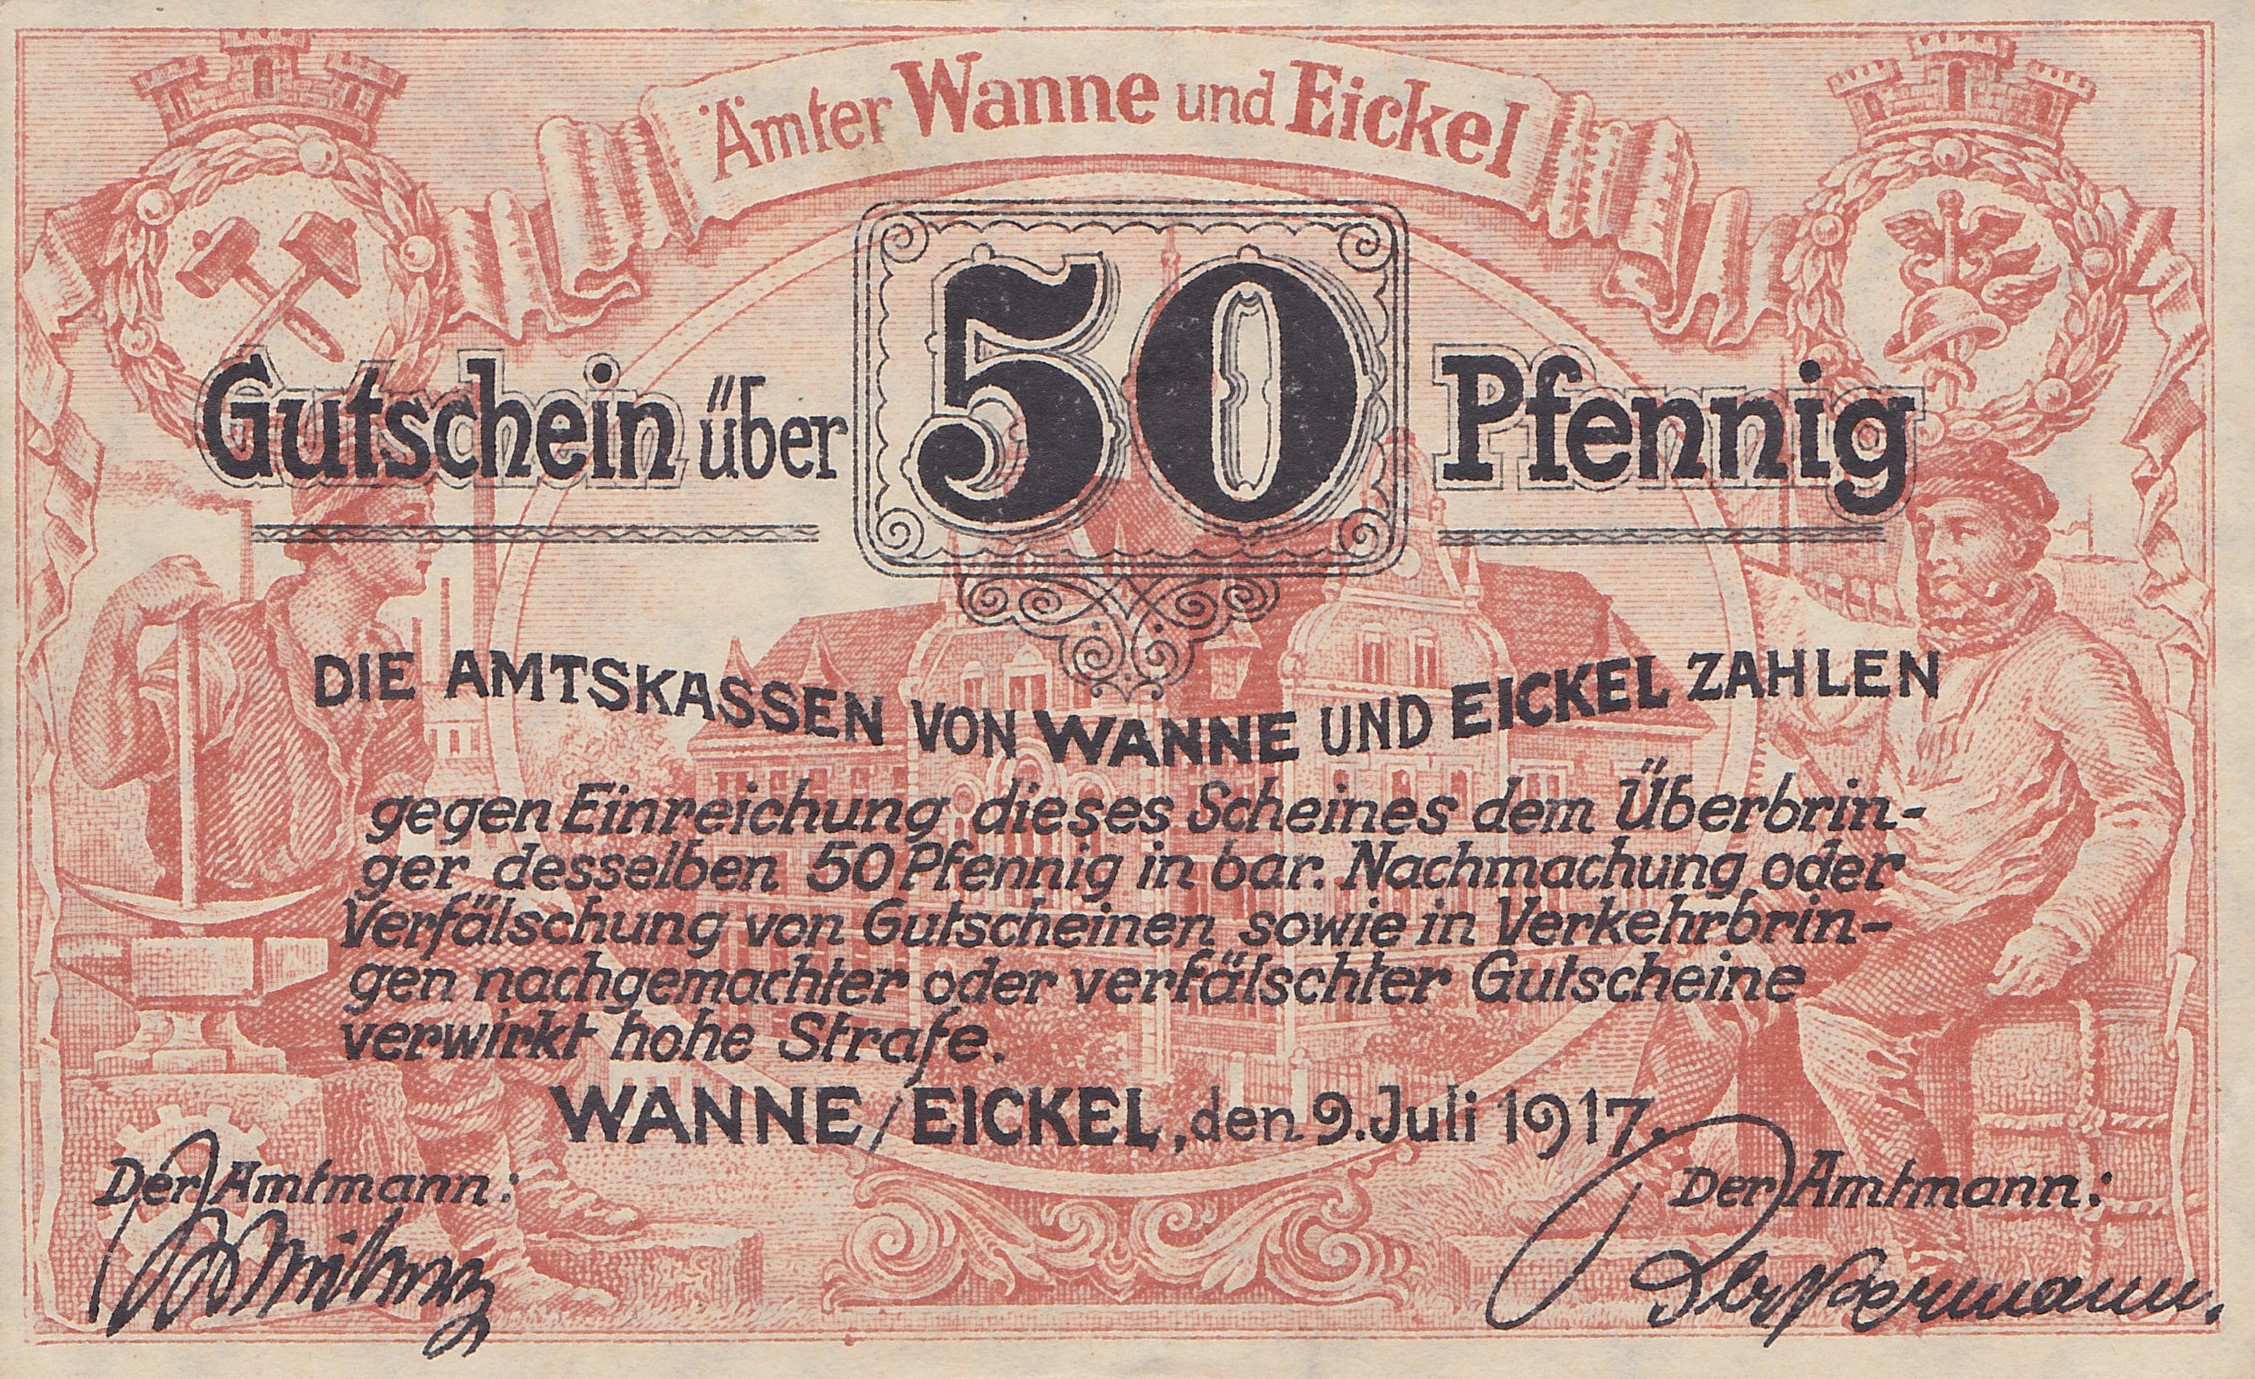 Ämter Wanne und Eickel
Gutschein über 50 Pfennig
DIE AMTSKASSEN VON WANNE UND EICKEL ZAHLEN
gegen Einreichung dieses Scheines dem Überbrin-
ger desselben 50 Pfennig in bar. Nachmachung oder
Verfälschung von Gutscheinen sowie in Verkehrbrin-
gen nachgemachter oder verfälschter Gutscheine
verwirkt hohe Strafe.
WANNE/EICKEL, den 9. Juli 1917.
Der Amtmann: Der Amtmann: